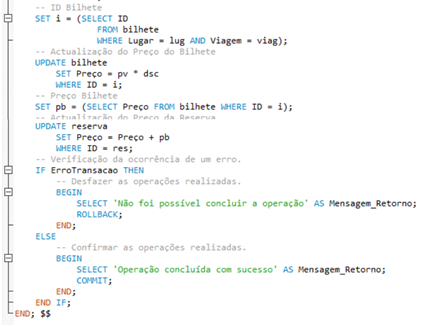 -- ID Bilhete
SET i = (SELECT ID
FROM bilhete
WHERE Lugar = lug AND Viagem = viag);
-- Actualização do Preço do Bilhete
UPDATE bilhete
SET Preço = pv * dsc
WHERE ID = i;
-- Preço Bilhete
SET pb = (SELECT Preço FROM bilhete WHERE ID = i);
-- Actualização do Preço da Reserva
UPDATE reserva
SET Preço = Preço + pb
WHERE ID = res;
-- Verificação da ocorrência de um erro.
IF ErroTransacao THEN
-- Desfazer as operações realizadas.
BEGIN
SELECT 'Não foi possível concluir a operação' AS Mensagem_Retorno;
ROLLBACK;
END;
ELSE
-- Confirmar as operações realizadas.
BEGIN
SELECT 'Operação concluída com sucesso' AS Mensagem_Retorno;
COMMIT;
END;
END IF;
END; $$